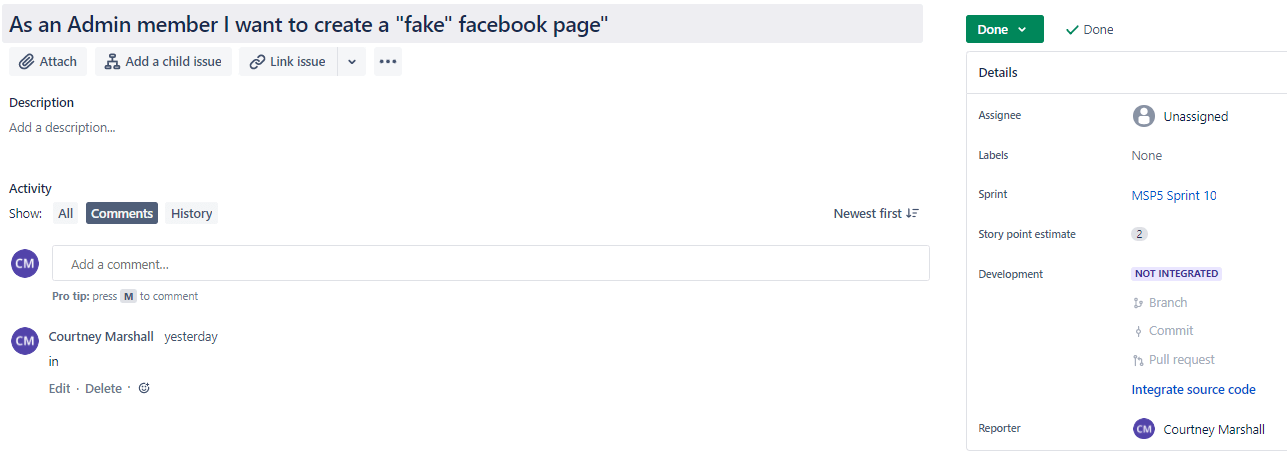 As an Admin member I want to create a "fake" facebook page"
Attach
Add a child issue
Link issue
Description
Add a description...
Activity
Show: All Comments History
Newest first
CM
Add a comment...
Pro tip: press M to comment
CM
Courtney Marshall yesterday
in
Edit · Delete ·
Done
Done
Details
Assignee Unassigned
Labels None
Sprint MSP5 Sprint 10
Story point estimate 2
Development NOT INTEGRATED
Branch
Commit
Pull request
Integrate source code
Reporter CM Courtney Marshall